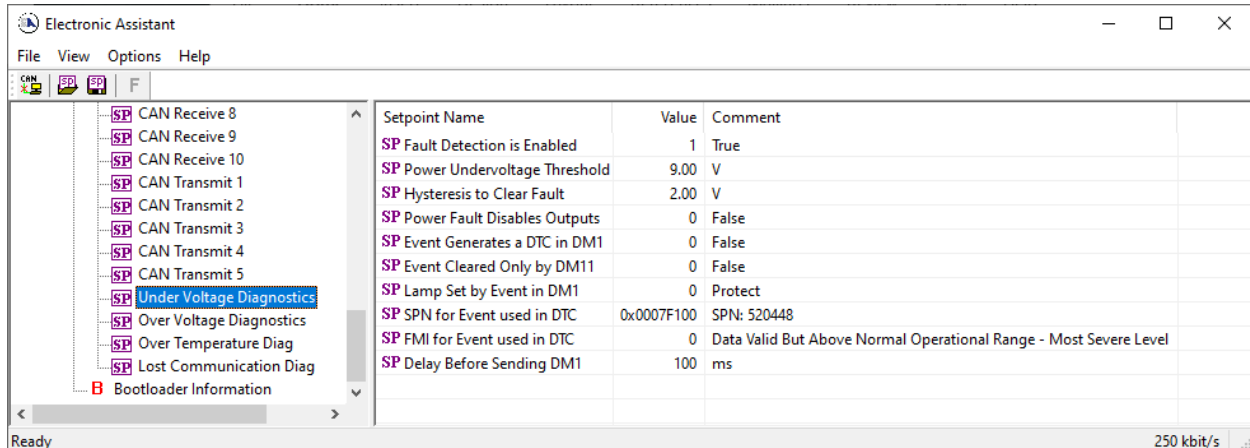 Electronic Assistant
File View Options Help
CAN SP SP F
SP CAN Receive 8
SP CAN Receive 9
SP CAN Receive 10
SP CAN Transmit 1
SP CAN Transmit 2
SP CAN Transmit 3
SP CAN Transmit 4
SP CAN Transmit 5
SP Under Voltage Diagnostics
SP Over Voltage Diagnostics
SP Over Temperature Diag
SP Lost Communication Diag
B Bootloader Information
Setpoint Name Value Comment
SP Fault Detection is Enabled 1 True
SP Power Undervoltage Threshold 9.00 V
SP Hysteresis to Clear Fault 2.00 V
SP Power Fault Disables Outputs 0 False
SP Event Generates a DTC in DM1 0 False
SP Event Cleared Only by DM11 0 False
SP Lamp Set by Event in DM1 0 Protect
SP SPN for Event used in DTC 0x0007F100 SPN: 520448
SP FMI for Event used in DTC 0 Data Valid But Above Normal Operational Range - Most Severe Level
SP Delay Before Sending DM1 100 ms
Ready 250 kbit/s